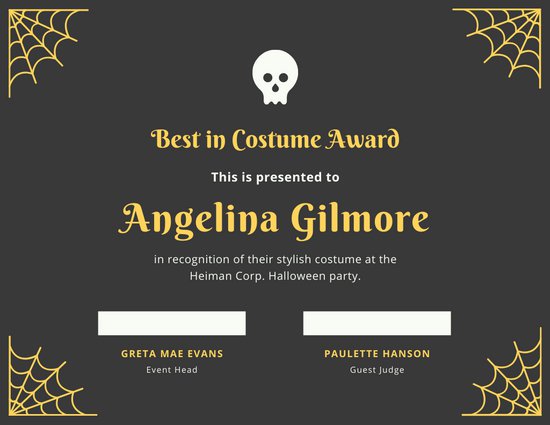 Best in Costume Award
This is presented to
Angelina Gilmore
in recognition of their stylish costume at the
Heiman Corp. Halloween party.
GRETA MAE EVANS
Event Head
PAULETTE HANSON
Guest Judge